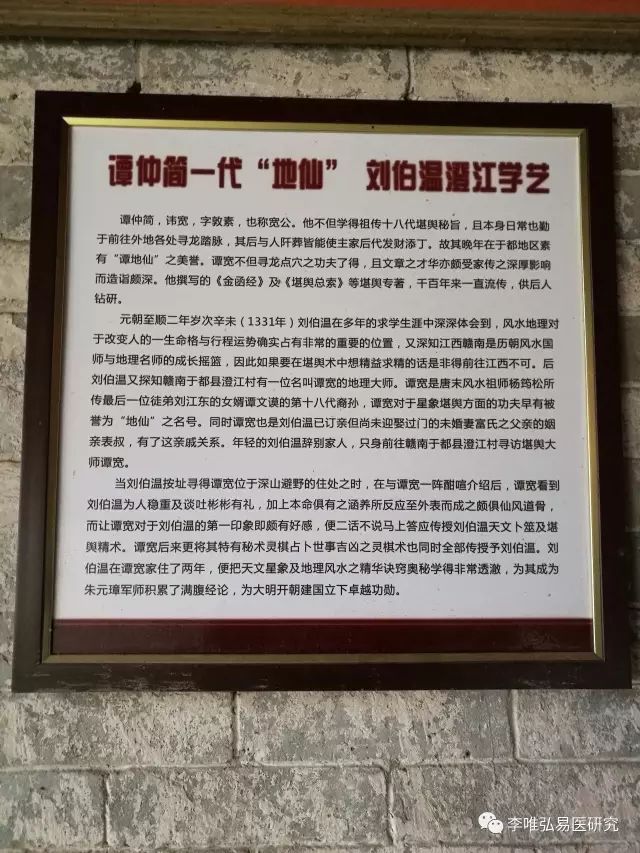 谭仲简一代“地仙” 刘伯温澄江学艺
谭仲简，讳宽，字敦素，也称宽公。他不但学得祖传十八代堪舆秘旨，且本身日常也勤
于前往外地各处寻龙踏脉，其后与人阡葬皆能使主家后代发财添丁。故其晚年在于都地区素
有“谭地仙”之美誉。谭宽不但寻龙点穴之功夫了得，且文章之才华亦颇受家传之深厚影响
而造诣颇深。他撰写的《金函经》及《堪舆总索》等堪舆专著，千百年来一直流传，供后人
钻研。
元朝至顺二年岁次辛未（1331年）刘伯温在多年的求学生涯中深深体会到，风水地理对
于改变人的一生命格与行程运势确实占有非常的重要的位置，又深知江西赣南是历朝风水国
师与地理名师的成长摇篮，因此如果要在堪舆术中想精益求精的话是非得前往江西不可。后
刘伯温又探知赣南于都县澄江村有一位名叫谭宽的地理大师。谭宽是唐末风水祖师杨筠松所
传最后一位徒弟刘江东的女婿谭文谟的第十八代裔孙，谭宽对于星象堪舆方面的功夫早有被
誉为“地仙”之名号。同时谭宽也是刘伯温已订亲但尚未迎娶过门的未婚妻富氏之父亲的姻
亲表叔，有了这亲戚关系。年轻的刘伯温辞别家人，只身前往赣南于都县澄江村寻访堪舆大
师谭宽。
当刘伯温按址寻得谭宽位于深山避野的住处之时，在与谭宽一阵酣喧介绍后，谭宽看到
刘伯温为人稳重及谈吐彬彬有礼，加上本命俱有之涵养所反应至外表而成之颇俱仙风道骨，
而让谭宽对于刘伯温的第一印象即颇有好感，便二话不说马上答应传授刘伯温天文卜筮及堪
舆精术。谭宽后来更将其特有秘术灵棋占卜世事吉凶之灵棋术也同时全部传授予刘伯温。刘
伯温在谭宽家住了两年，便把天文星象及地理风水之精华诀窍奥秘学得非常透澈，为其成为
朱元璋军师积累了满腹经论，为大明开朝建国立下卓越功勋。
李唯弘易医研究